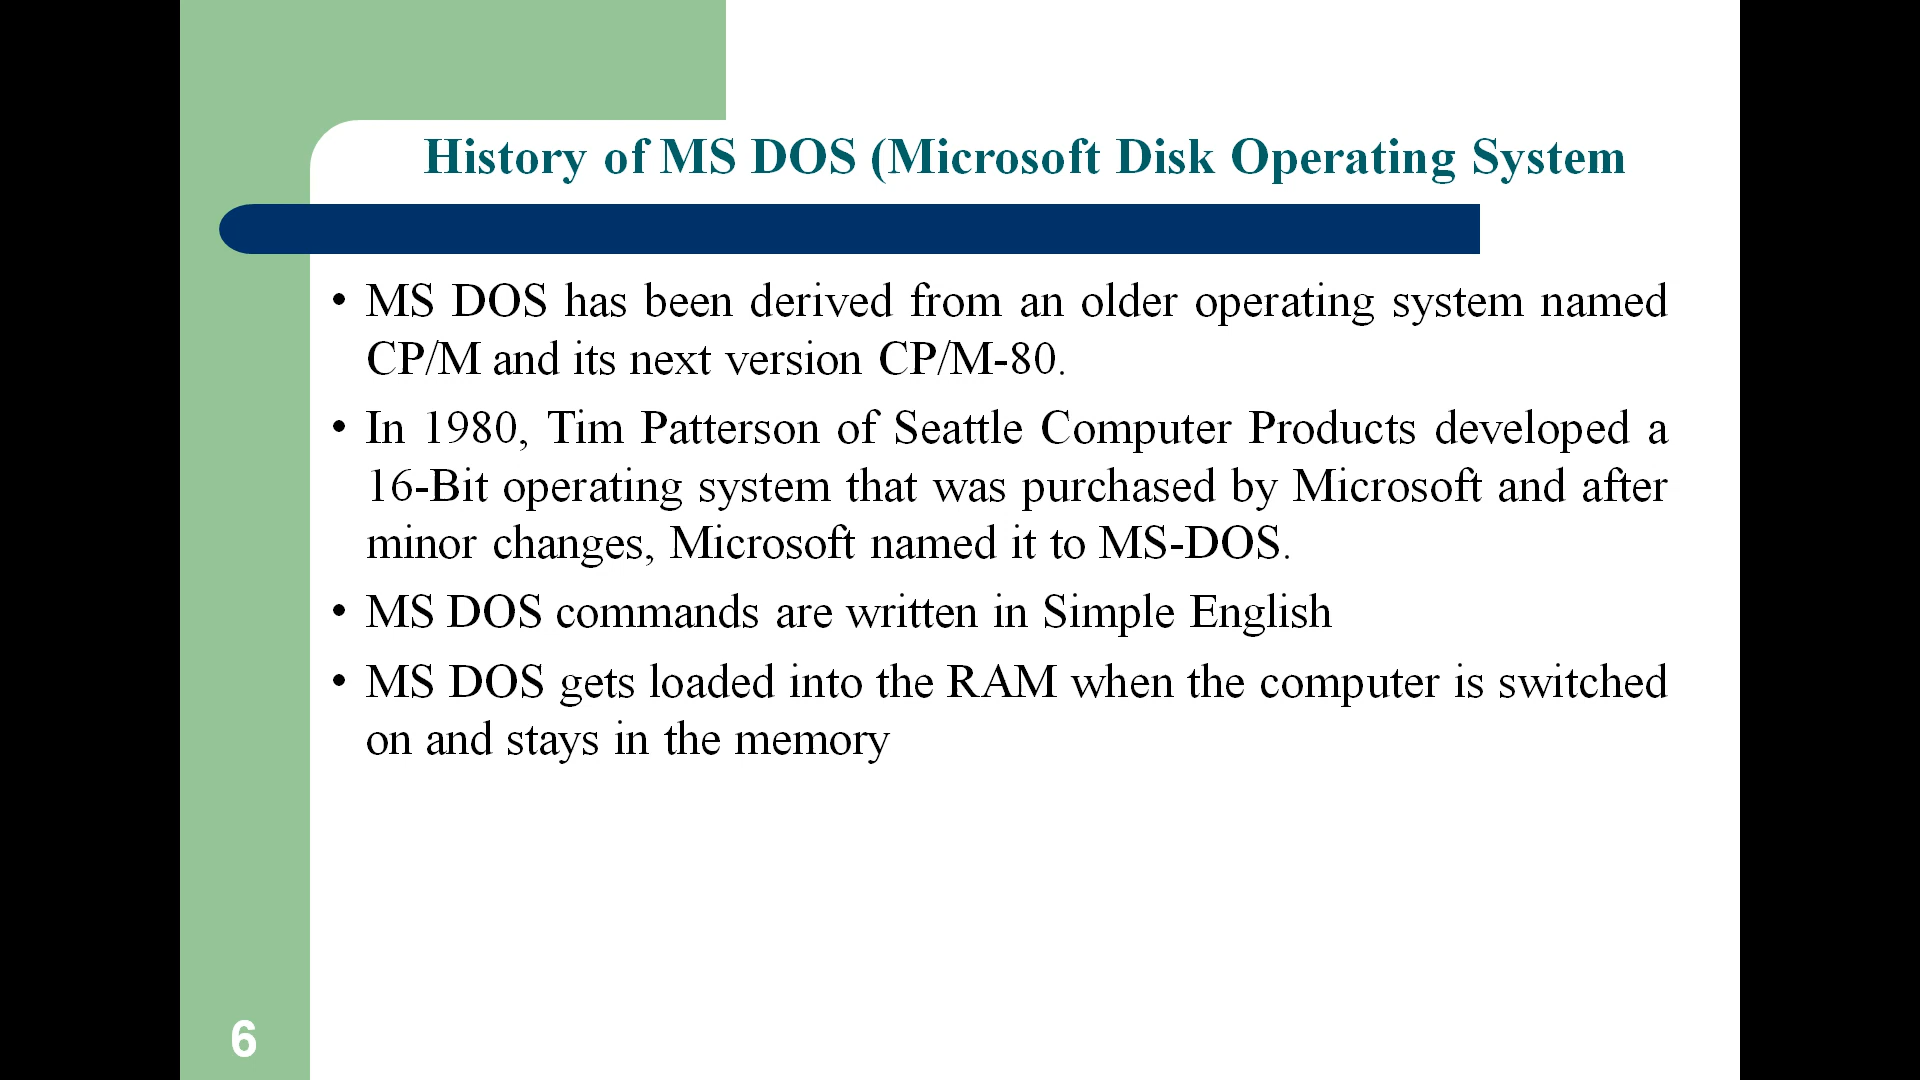 History of MS DOS (Microsoft Disk Operating System
• MS DOS has been derived from an older operating system named
CP/M and its next version CP/M-80.
• In 1980, Tim Patterson of Seattle Computer Products developed a
16-Bit operating system that was purchased by Microsoft and after
minor changes, Microsoft named it to MS-DOS.
• MS DOS commands are written in Simple English
• MS DOS gets loaded into the RAM when the computer is switched
on and stays in the memory
6